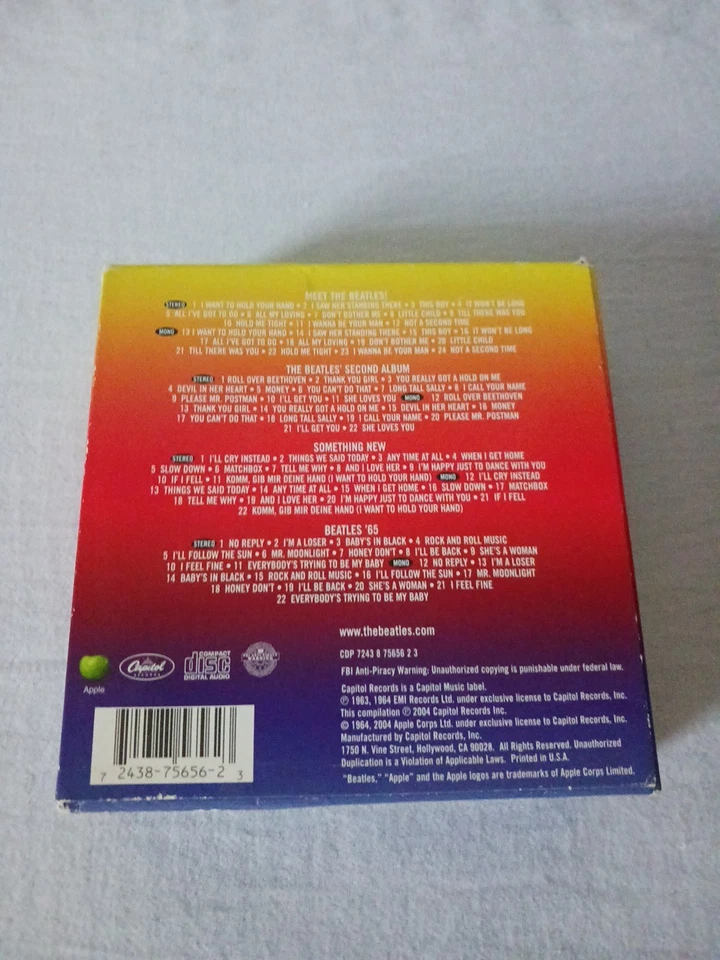 MEET THE BEATLES!
STEREO 1 I WANT TO HOLD YOUR HAND • 2 I SAW HER STANDING THERE • 3 THIS BOY • 4 IT WON'T BE LONG
5 ALL I'VE GOT TO DO • 6 ALL MY LOVING • 7 DON'T BOTHER ME • 8 LITTLE CHILD • 9 TILL THERE WAS YOU
10 HOLD ME TIGHT • 11 I WANNA BE YOUR MAN • 12 NOT A SECOND TIME
MONO 13 I WANT TO HOLD YOUR HAND • 14 I SAW HER STANDING THERE • 15 THIS BOY • 16 IT WON'T BE LONG
17 ALL I'VE GOT TO DO • 18 ALL MY LOVING • 19 DON'T BOTHER ME • 20 LITTLE CHILD
21 TILL THERE WAS YOU • 22 HOLD ME TIGHT • 23 I WANNA BE YOUR MAN • 24 NOT A SECOND TIME
THE BEATLES' SECOND ALBUM
STEREO 1 ROLL OVER BEETHOVEN • 2 THANK YOU GIRL • 3 YOU REALLY GOT A HOLD ON ME
4 DEVIL IN HER HEART • 5 MONEY • 6 YOU CAN'T DO THAT • 7 LONG TALL SALLY • 8 I CALL YOUR NAME
9 PLEASE MR. POSTMAN • 10 I'LL GET YOU • 11 SHE LOVES YOU MONO 12 ROLL OVER BEETHOVEN
13 THANK YOU GIRL • 14 YOU REALLY GOT A HOLD ON ME • 15 DEVIL IN HER HEART • 16 MONEY
17 YOU CAN'T DO THAT • 18 LONG TALL SALLY • 19 I CALL YOUR NAME • 20 PLEASE MR. POSTMAN
21 I'LL GET YOU • 22 SHE LOVES YOU
SOMETHING NEW
STEREO 1 I'LL CRY INSTEAD • 2 THINGS WE SAID TODAY • 3 ANY TIME AT ALL • 4 WHEN I GET HOME
5 SLOW DOWN • 6 MATCHBOX • 7 TELL ME WHY • 8 AND I LOVE HER • 9 I'M HAPPY JUST TO DANCE WITH YOU
10 IF I FELL • 11 KOMM, GIB MIR DEINE HAND (I WANT TO HOLD YOUR HAND) MONO 12 I'LL CRY INSTEAD
13 THINGS WE SAID TODAY • 14 ANY TIME AT ALL • 15 WHEN I GET HOME • 16 SLOW DOWN • 17 MATCHBOX
18 TELL ME WHY • 19 AND I LOVE HER • 20 I'M HAPPY JUST TO DANCE WITH YOU • 21 IF I FELL
22 KOMM, GIB MIR DEINE HAND (I WANT TO HOLD YOUR HAND)
BEATLES '65
STEREO 1 NO REPLY • 2 I'M A LOSER • 3 BABY'S IN BLACK • 4 ROCK AND ROLL MUSIC
5 I'LL FOLLOW THE SUN • 6 MR. MOONLIGHT • 7 HONEY DON'T • 8 I'LL BE BACK • 9 SHE'S A WOMAN
10 I FEEL FINE • 11 EVERYBODY'S TRYING TO BE MY BABY MONO 12 NO REPLY • 13 I'M A LOSER
14 BABY'S IN BLACK • 15 ROCK AND ROLL MUSIC • 16 I'LL FOLLOW THE SUN • 17 MR. MOONLIGHT
18 HONEY DON'T • 19 I'LL BE BACK • 20 SHE'S A WOMAN • 21 I FEEL FINE
22 EVERYBODY'S TRYING TO BE MY BABY
www.thebeatles.com
CDP 7243 8 75656 2 3
FBI Anti-Piracy Warning: Unauthorized copying is punishable under federal law.
Capitol Records is a Capitol Music label.
℗ 1963, 1964 EMI Records Ltd. under exclusive license to Capitol Records, Inc.
This compilation ℗ 2004 Capitol Records Inc.
© 1964, 2004 Apple Corps Ltd. under exclusive license to Capitol Records, Inc.
Manufactured by Capitol Records, Inc.
1750 N. Vine Street, Hollywood, CA 90028. All Rights Reserved. Unauthorized
Duplication is a Violation of Applicable Laws. Printed in U.S.A.
"Beatles," "Apple" and the Apple logos are trademarks of Apple Corps Limited.
Apple
Capitol
RECORDS
COMPACT
disc
DIGITAL AUDIO
7 2438-75656-2 3